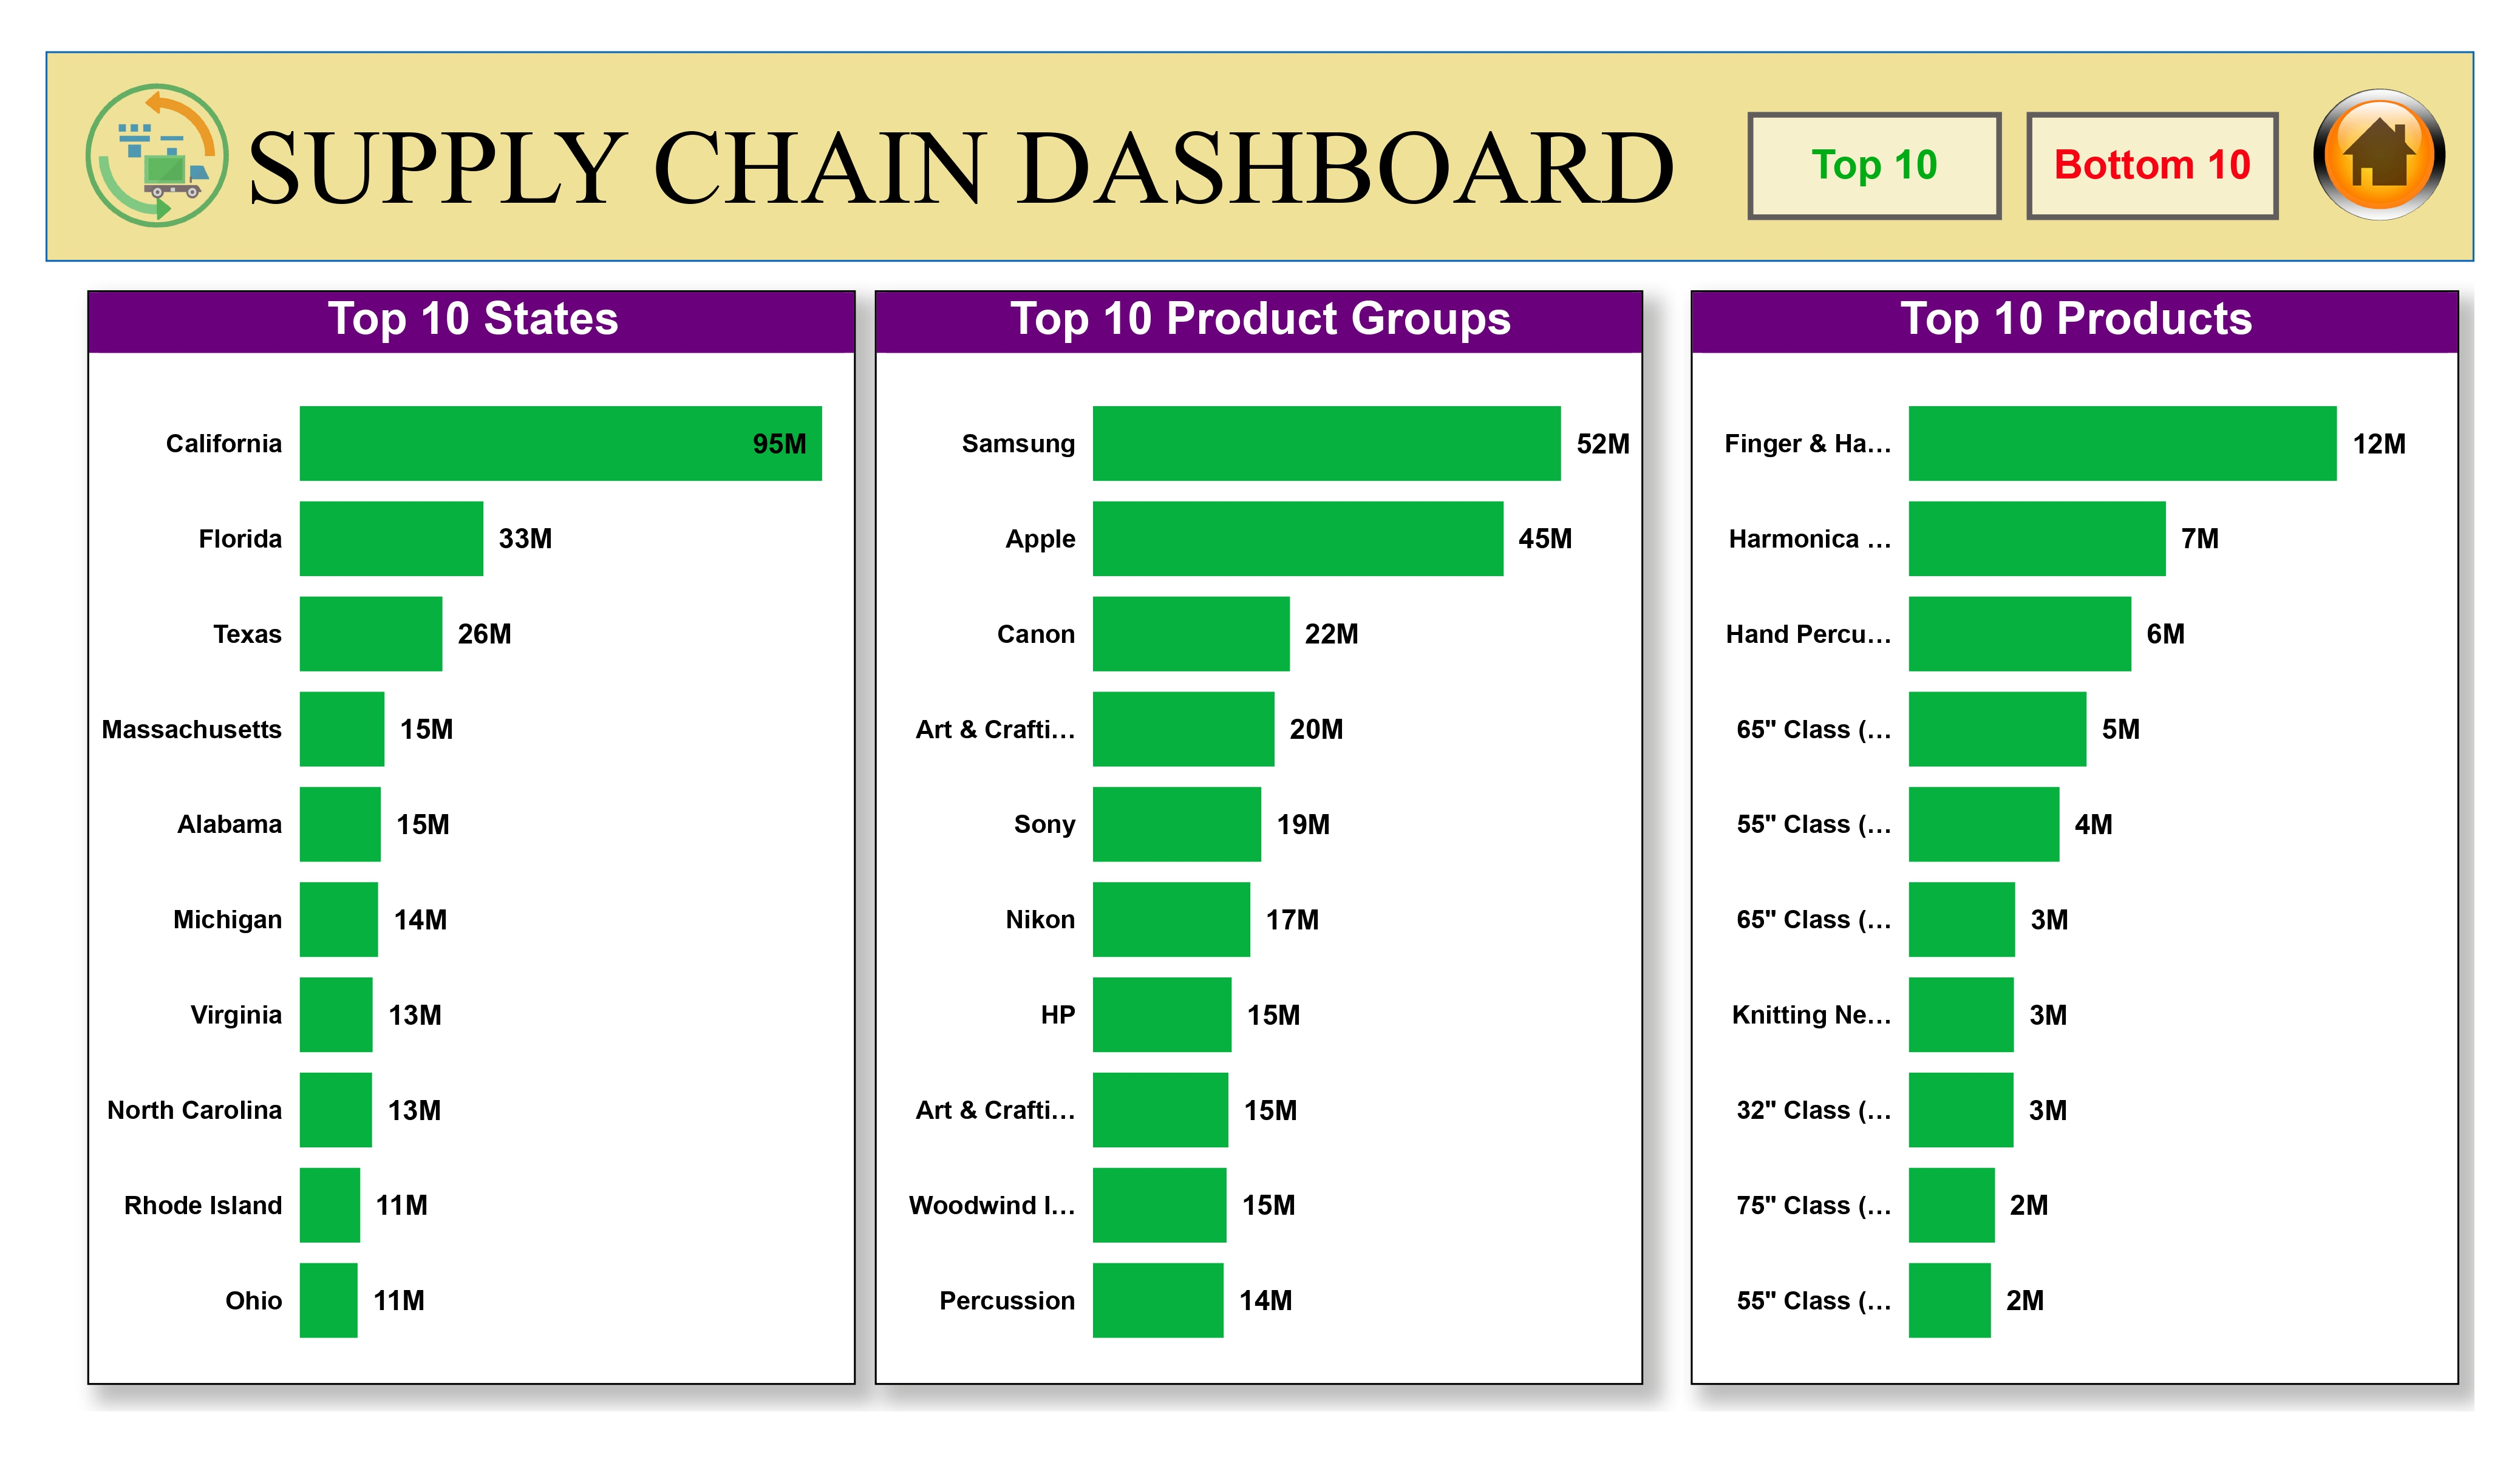 SUPPLY CHAIN DASHBOARD
Top 10
Bottom 10
Top 10 States
California 95M
Florida 33M
Texas 26M
Massachusetts 15M
Alabama 15M
Michigan 14M
Virginia 13M
North Carolina 13M
Rhode Island 11M
Ohio 11M
Top 10 Product Groups
Samsung 52M
Apple 45M
Canon 22M
Art & Crafti... 20M
Sony 19M
Nikon 17M
HP 15M
Art & Crafti... 15M
Woodwind I... 15M
Percussion 14M
Top 10 Products
Finger & Ha... 12M
Harmonica ... 7M
Hand Percu... 6M
65" Class (... 5M
55" Class (... 4M
65" Class (... 3M
Knitting Ne... 3M
32" Class (... 3M
75" Class (... 2M
55" Class (... 2M